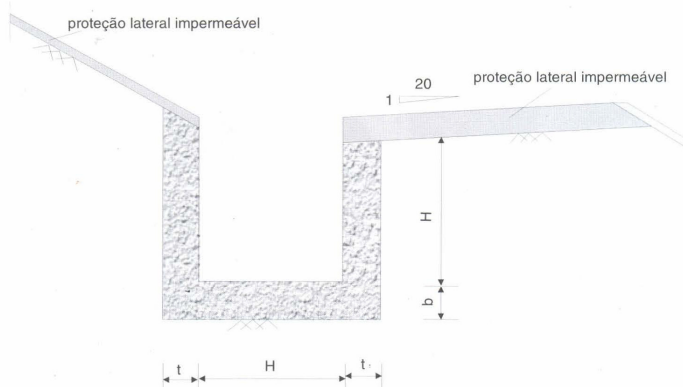 proteção lateral impermeável
proteção lateral impermeável
20
1
H
b
t
H
t